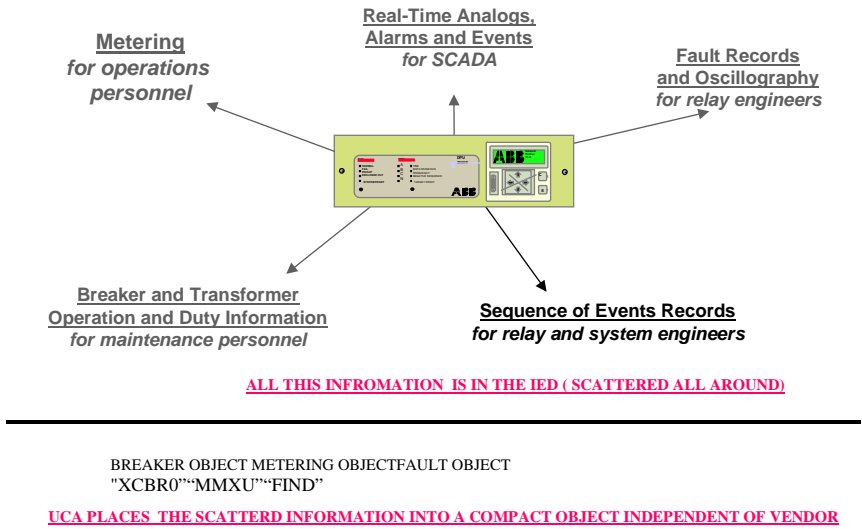 Real-Time Analogs,
Alarms and Events
for SCADA
Metering
for operations
personnel
Fault Records
and Oscillography
for relay engineers
ABB
ABB
Breaker and Transformer
Operation and Duty Information
for maintenance personnel
Sequence of Events Records
for relay and system engineers
ALL THIS INFROMATION IS IN THE IED ( SCATTERED ALL AROUND)
BREAKER OBJECT METERING OBJECTFAULT OBJECT
"XCBR0"“MMXU”“FIND”
UCA PLACES THE SCATTERD INFORMATION INTO A COMPACT OBJECT INDEPENDENT OF VENDOR